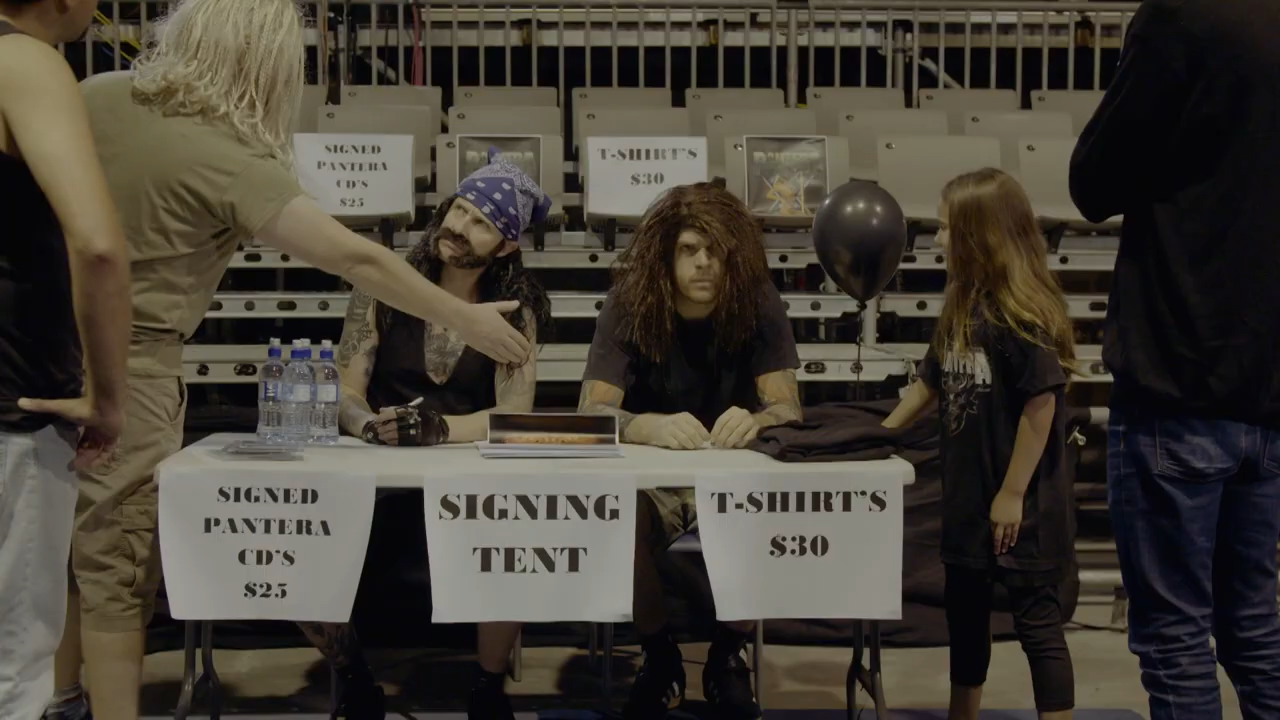 SIGNED
PANTERA
CD'S
$25
T-SHIRT'S
$30
SIGNED
PANTERA
CD'S
$25
SIGNING
TENT
T-SHIRT'S
$30